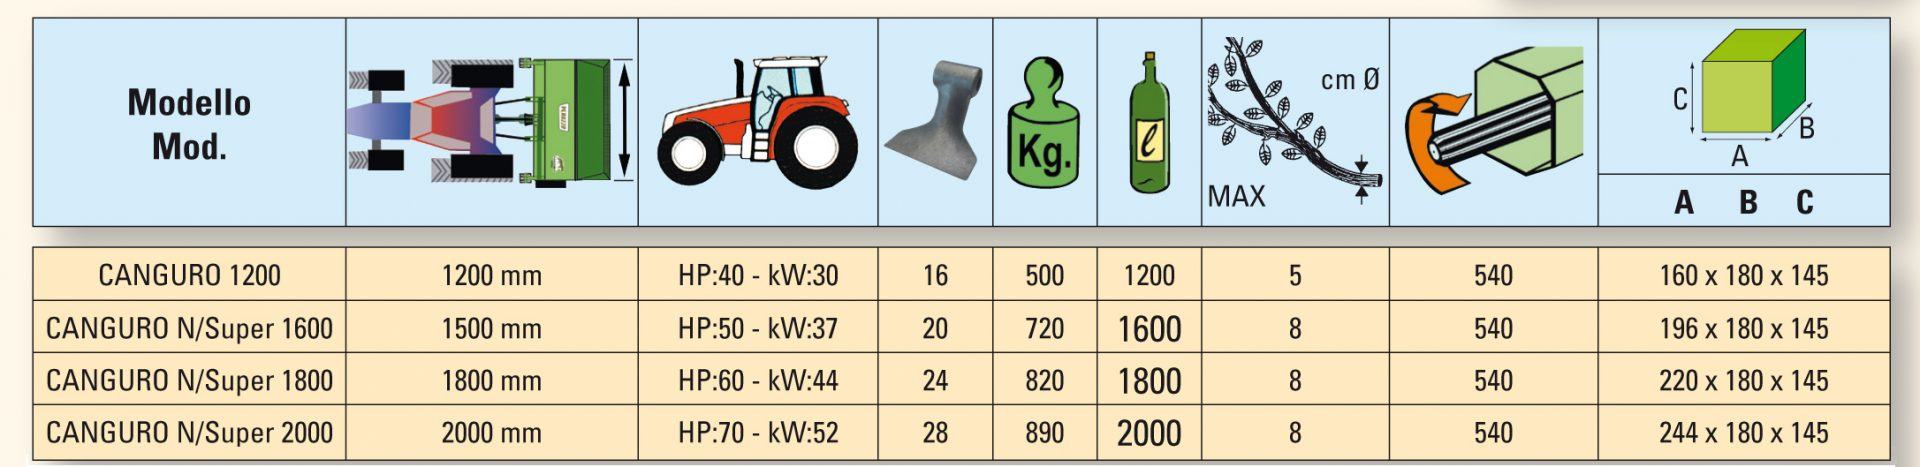 Modello
Mod.
Kg.
l
cm Ø
MAX
C
B
A
A B C
CANGURO 1200 1200 mm HP:40 - kW:30 16 500 1200 5 540 160 x 180 x 145
CANGURO N/Super 1600 1500 mm HP:50 - kW:37 20 720 1600 8 540 196 x 180 x 145
CANGURO N/Super 1800 1800 mm HP:60 - kW:44 24 820 1800 8 540 220 x 180 x 145
CANGURO N/Super 2000 2000 mm HP:70 - kW:52 28 890 2000 8 540 244 x 180 x 145